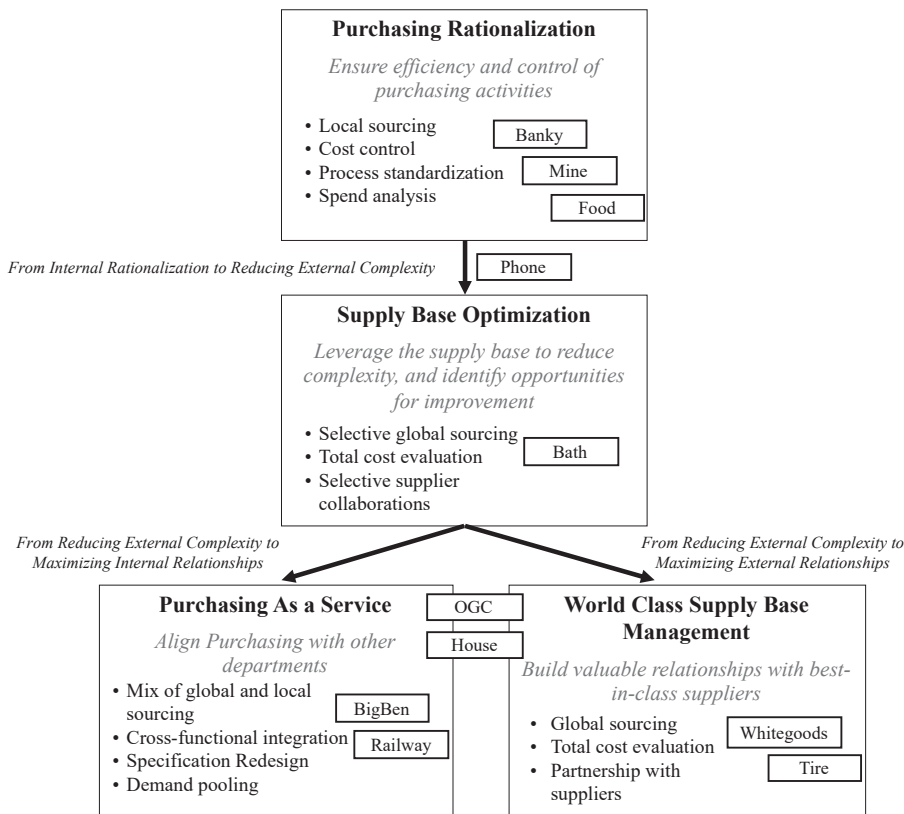 Purchasing Rationalization
Ensure efficiency and control of
purchasing activities
• Local sourcing
• Cost control
• Process standardization
• Spend analysis
Banky
Mine
Food
From Internal Rationalization to Reducing External Complexity
Phone
Supply Base Optimization
Leverage the supply base to reduce
complexity, and identify opportunities
for improvement
• Selective global sourcing
• Total cost evaluation
• Selective supplier
collaborations
Bath
From Reducing External Complexity to
Maximizing Internal Relationships
From Reducing External Complexity to
Maximizing External Relationships
Purchasing As a Service
Align Purchasing with other
departments
• Mix of global and local
sourcing
• Cross-functional integration
• Specification Redesign
• Demand pooling
BigBen
Railway
OGC
House
World Class Supply Base
Management
Build valuable relationships with best-
in-class suppliers
• Global sourcing
• Total cost evaluation
• Partnership with
suppliers
Whitegoods
Tire